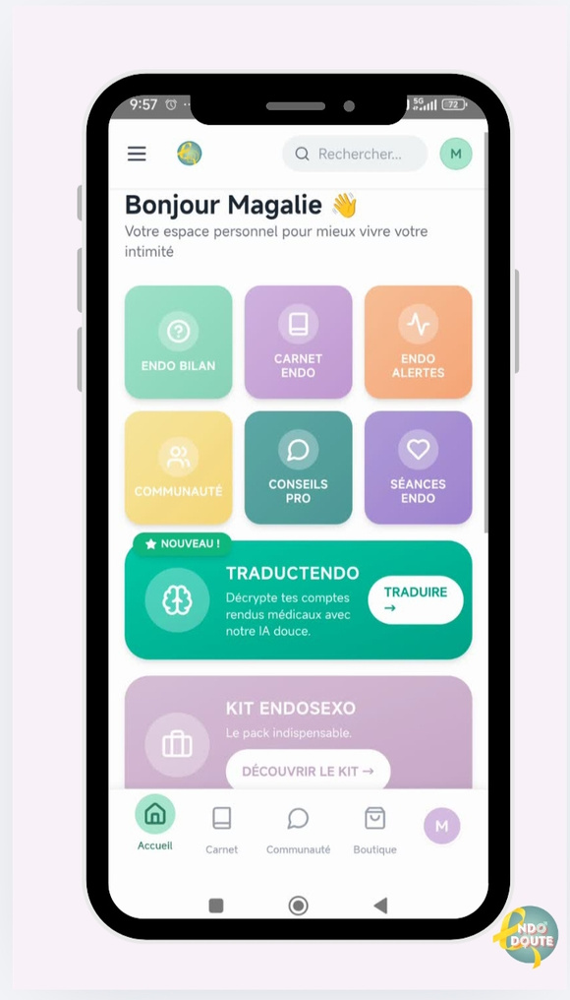 9:57
5G
72
Rechercher...
M
Bonjour Magalie 👋
Votre espace personnel pour mieux vivre votre
intimité
ENDO BILAN
CARNET
ENDO
ENDO
ALERTES
COMMUNAUTÉ
CONSEILS
PRO
SÉANCES
ENDO
NOUVEAU !
TRADUCTENDO
Décrypte tes comptes
rendus médicaux avec
notre IA douce.
TRADUIRE
→
KIT ENDOSEXO
Le pack indispensable.
DÉCOUVRIR LE KIT →
Accueil
Carnet
Communauté
Boutique
M
NDO
DOUTE